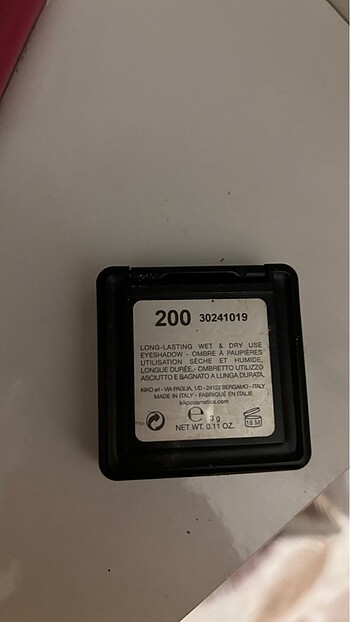 200 30241019
LONG-LASTING WET & DRY USE
EYESHADOW - OMBRE À PAUPIÈRES
UTILISATION SÈCHE ET HUMIDE,
LONGUE DURÉE - OMBRETTO UTILIZZO
ASCIUTTO E BAGNATO A LUNGA DURATA.
KIKO srl - VIA PAGLIA, 1/D - 24122 BERGAMO - ITALY
MADE IN ITALY - FABRIQUÉ EN ITALIE
kikocosmetics.com
℮ 3 g
NET WT. 0.11 OZ.
18 M